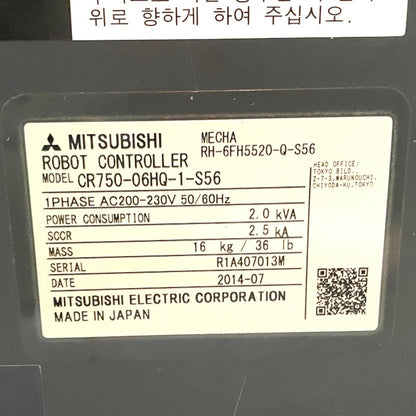 위로 향하게 하여 주십시오.
MITSUBISHI
MECHA
RH-6FH5520-Q-S56
ROBOT CONTROLLER
MODEL CR750-06HQ-1-S56
HEAD OFFICE:
TOKYO BLD.,
2-7-3,MARUNOUCHI,
CHIYODA-KU,TOKYO
1PHASE AC200-230V 50/60Hz
POWER CONSUMPTION 2.0 kVA
SCCR 2.5 kA
MASS 16 kg / 36 lb
SERIAL R1A407013M
DATE 2014-07
MITSUBISHI ELECTRIC CORPORATION
MADE IN JAPAN